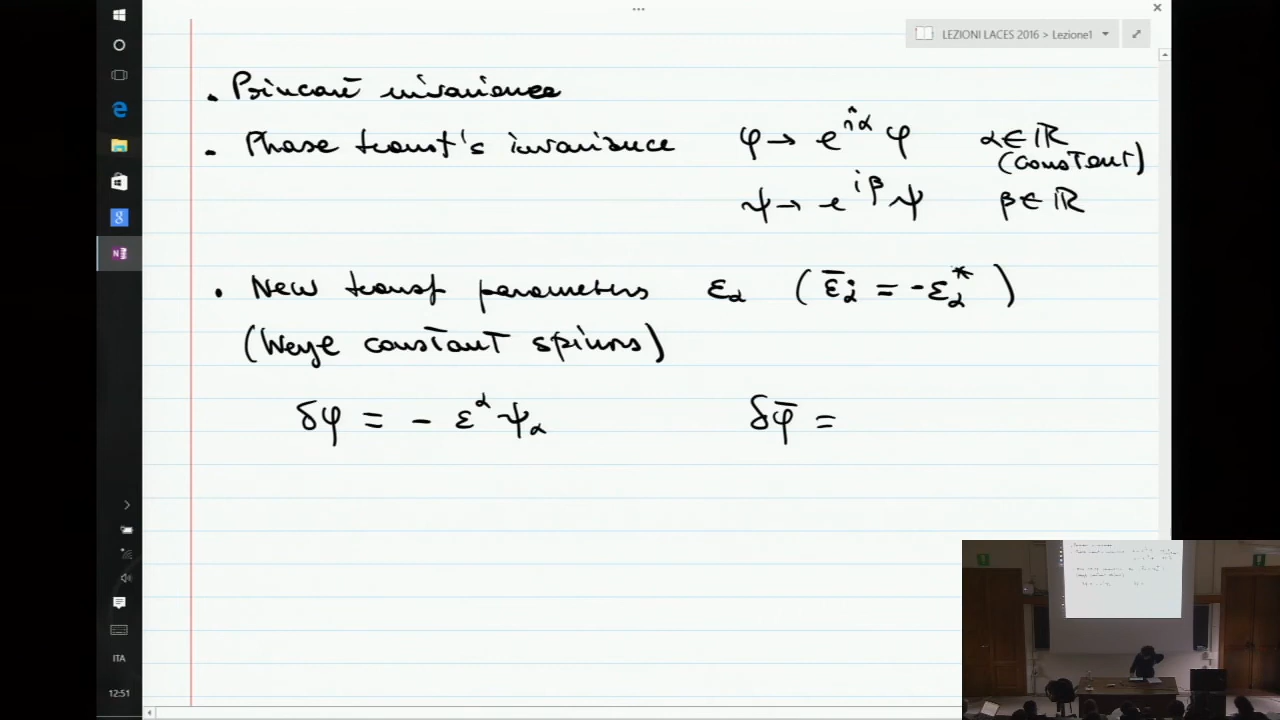 LEZIONI LACES 2016 > Lezione1
• Poincaré invariance
• Phase transf's invariance φ → e^{iα} φ α ∈ ℝ
(constant)
ψ → e^{iβ} ψ β ∈ ℝ
• New transf parameters ε_α ( ε̄_α̇ = -ε_α^* )
(Weyl constant spinors)
δφ = - ε^α ψ_α δφ̄ =
ITA
12:51